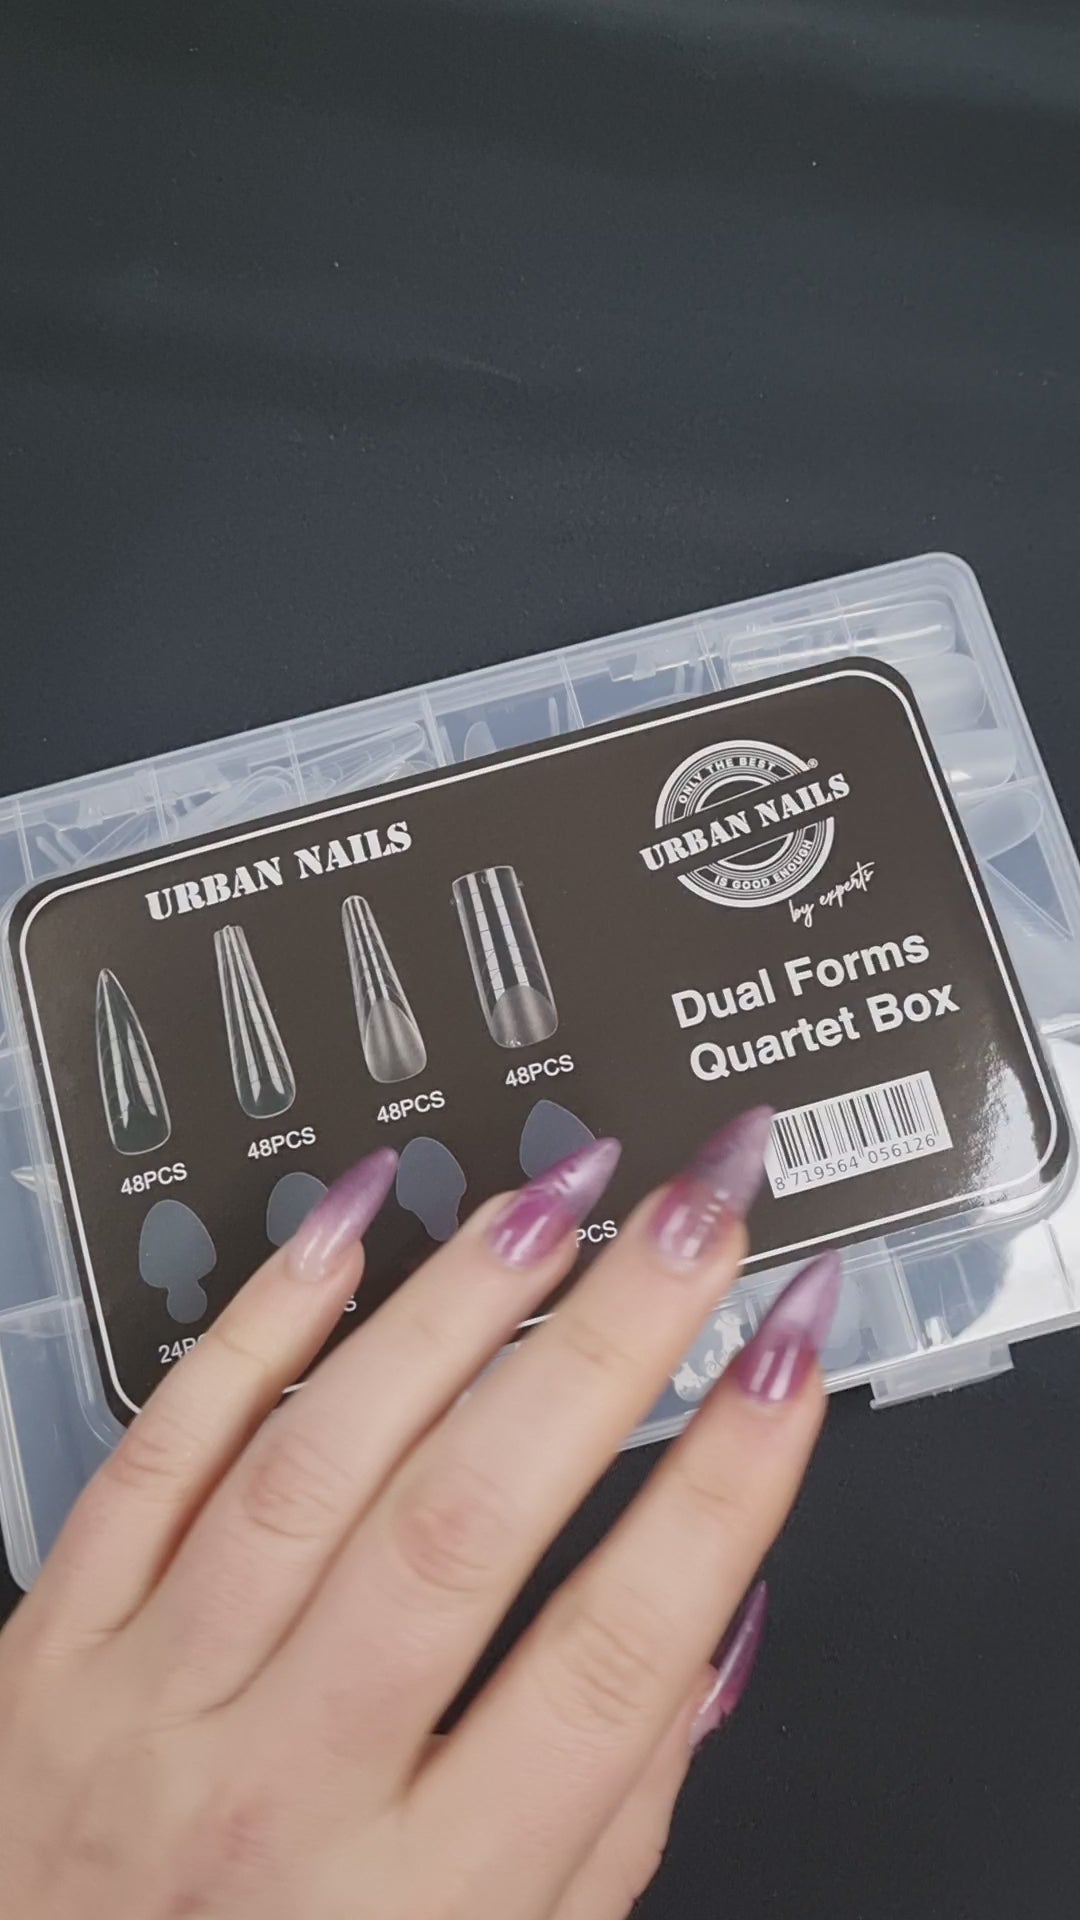 URBAN NAILS
ONLY THE BEST
®
URBAN NAILS
IS GOOD ENOUGH
by experts
Dual Forms
Quartet Box
48PCS
48PCS
48PCS
48PCS
8 719564 056126